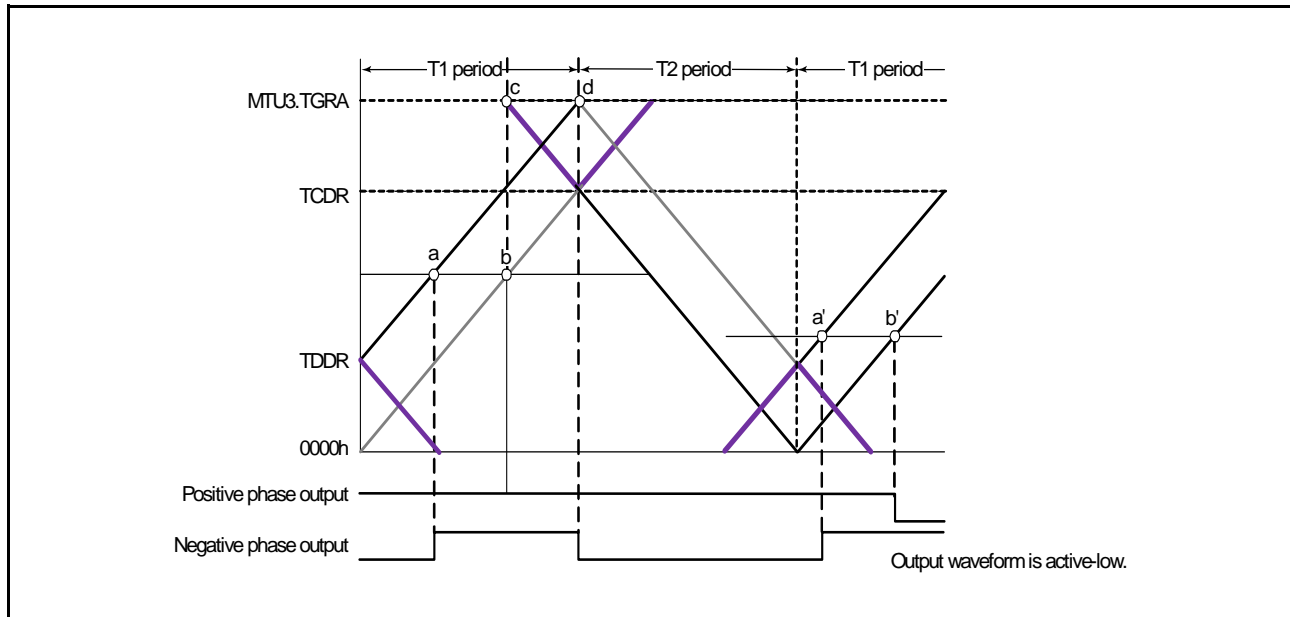 T1 period T2 period T1 period
c d
MTU3.TGRA
TCDR
a b
a' b'
TDDR
0000h
Positive phase output
Negative phase output
Output waveform is active-low.